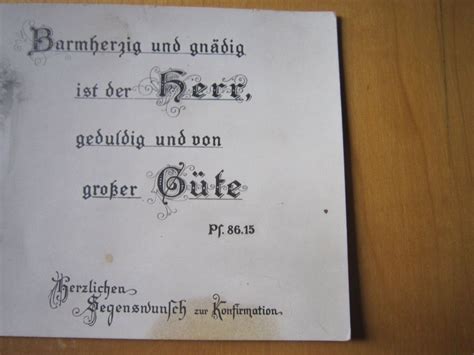 Barmherzig und gnädig
ist der Herr,
geduldig und von
großer Güte
Ps. 86.15
Herzlichen
Segenswunsch zur Konfirmation.